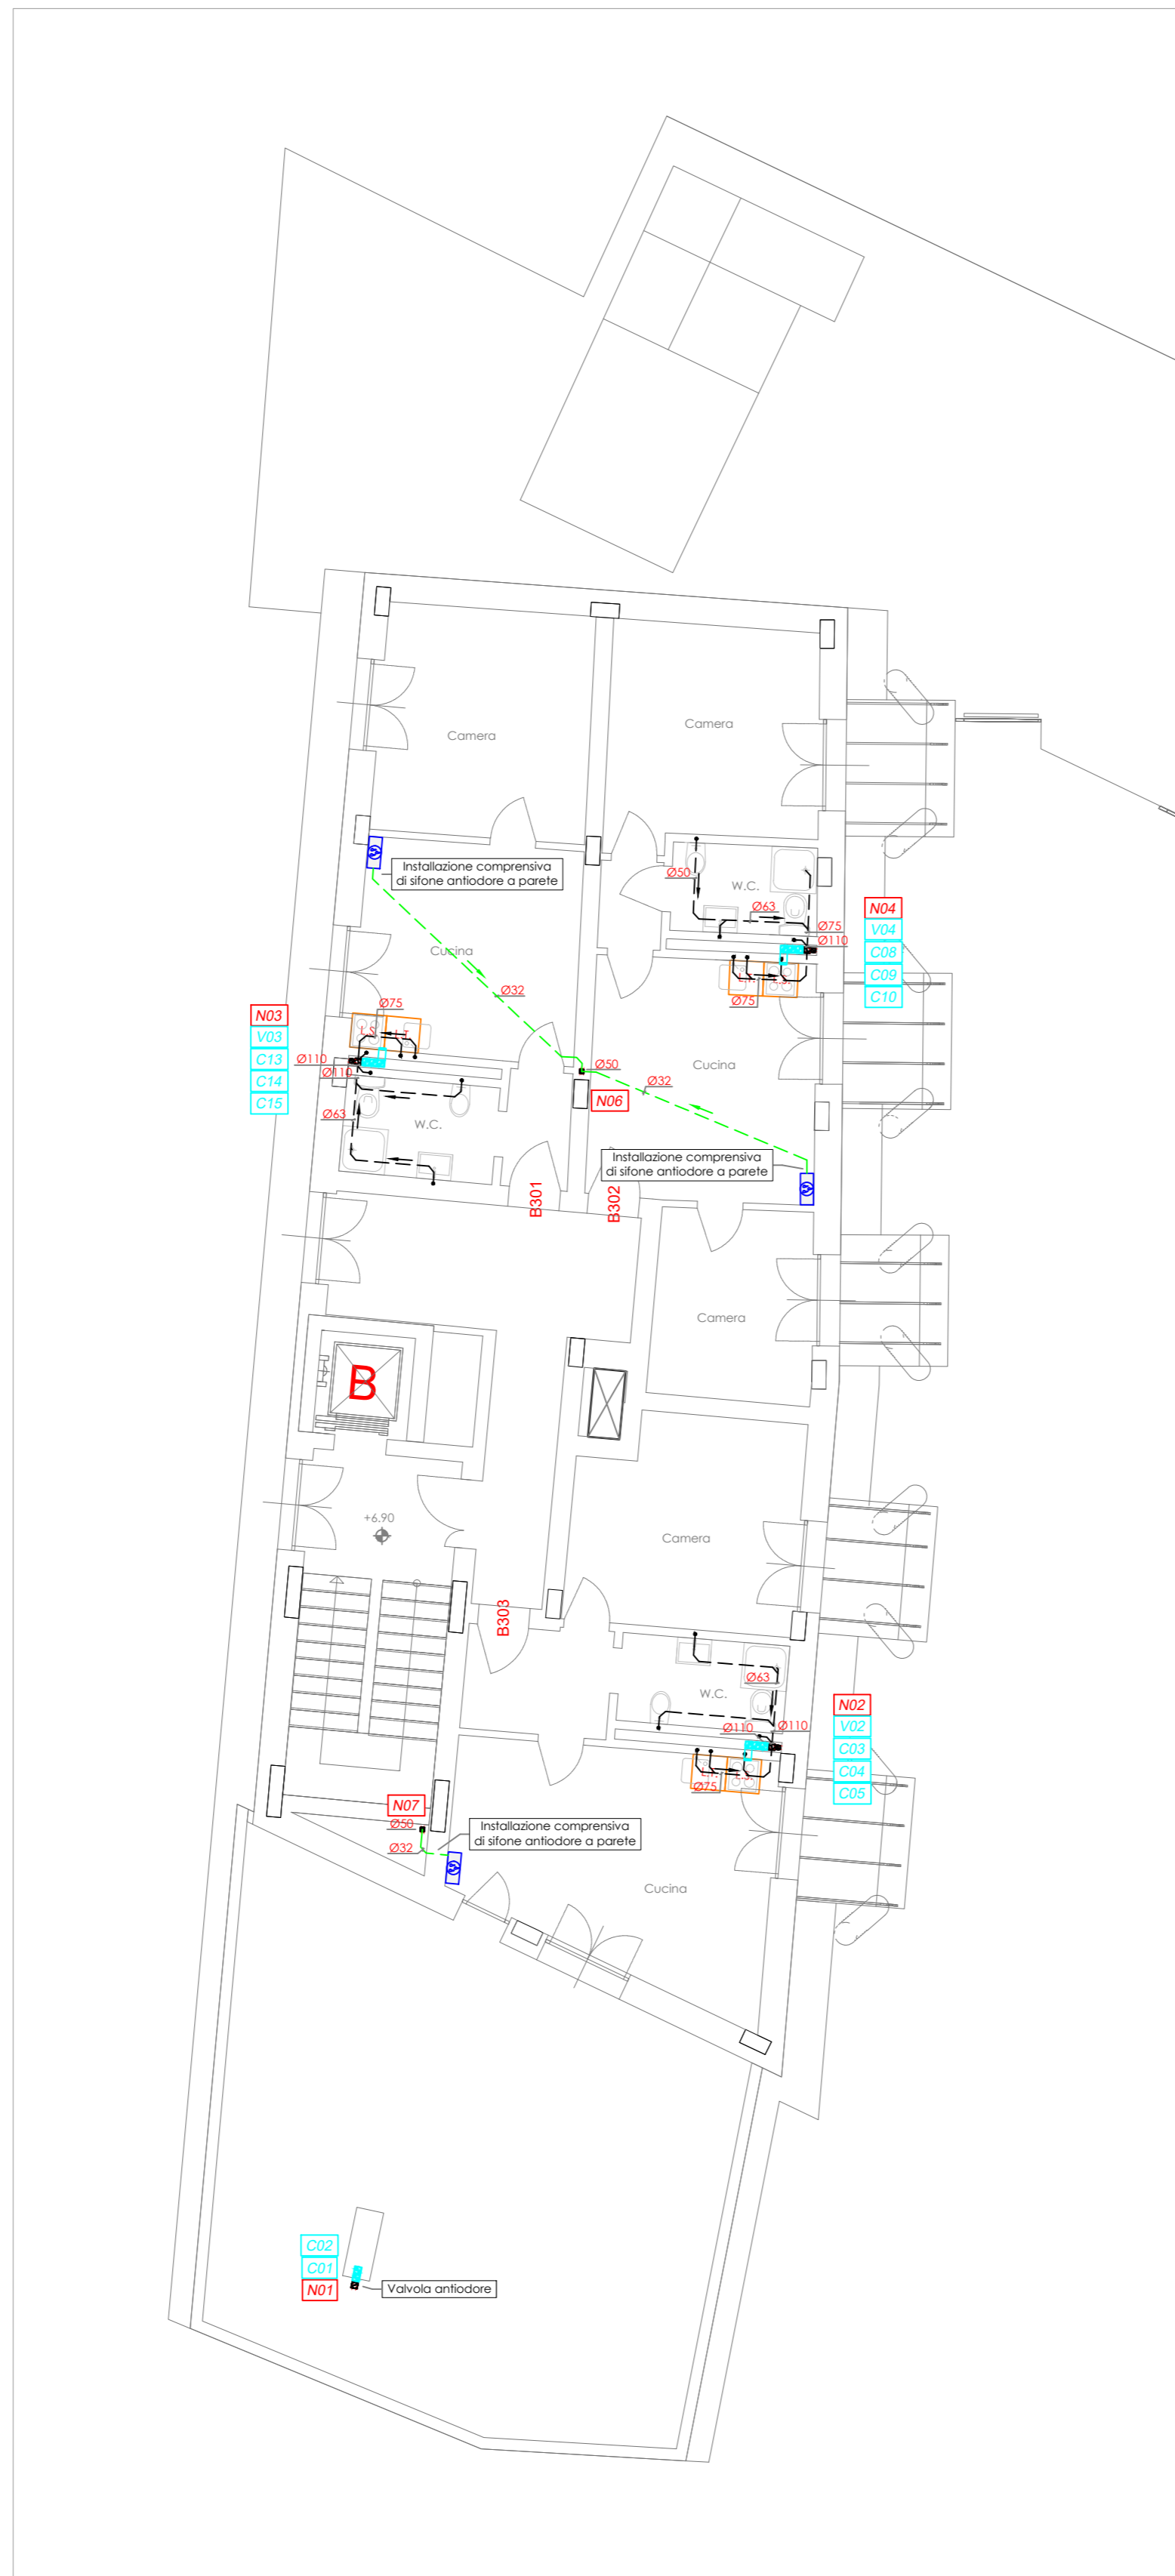 Camera
Camera
Installazione comprensiva
di sifone antiodore a parete
Ø50
W.C.
Ø63
N04
V04
C08
C09
C10
Ø75
Ø110
Cucina
Ø32
L.T.
L.S.
Ø75
N03
V03
C13
C14
C15
Ø75
L.S.
L.T.
Ø110
Ø110
Ø63
W.C.
Ø50
Ø32
N06
Cucina
Installazione comprensiva
di sifone antiodore a parete
B301
B302
Camera
B
+6.90
Camera
B303
Ø63
W.C.
Ø110
Ø110
N02
V02
C03
C04
C05
L.T.
L.S.
Ø75
N07
Ø50
Ø32
Installazione comprensiva
di sifone antiodore a parete
Cucina
C02
C01
N01
Valvola antiodore